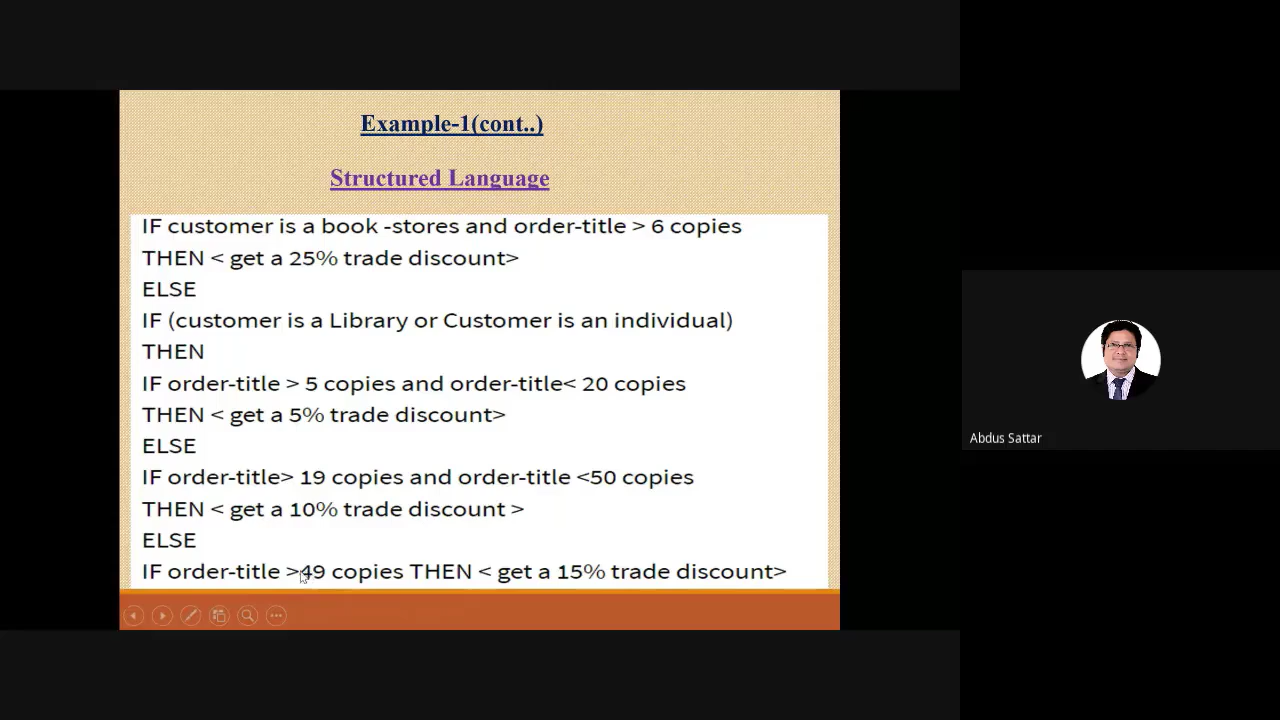 Example-1(cont..)
Structured Language
IF customer is a book -stores and order-title > 6 copies
THEN < get a 25% trade discount>
ELSE
IF (customer is a Library or Customer is an individual)
THEN
IF order-title > 5 copies and order-title< 20 copies
THEN < get a 5% trade discount>
ELSE
IF order-title> 19 copies and order-title <50 copies
THEN < get a 10% trade discount >
ELSE
IF order-title >49 copies THEN < get a 15% trade discount>
Abdus Sattar